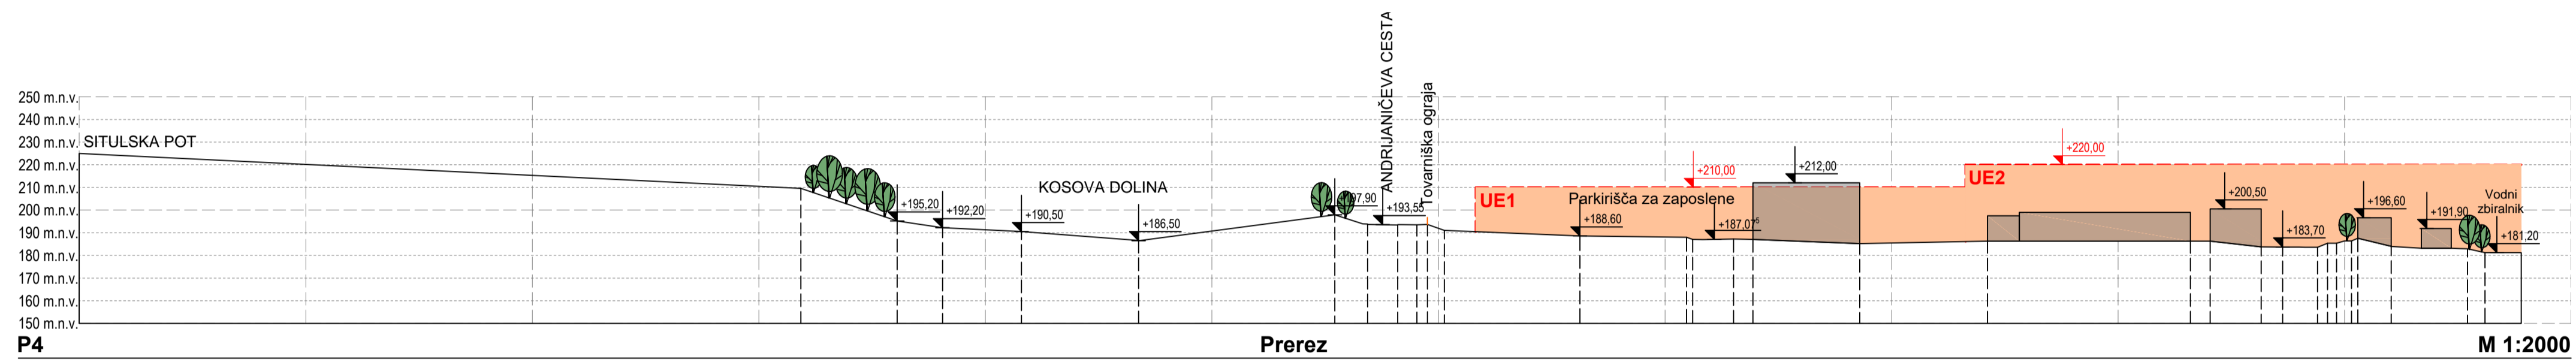 ANDRIJANIČEVA CESTA
Tovarniška ograja
250 m.n.v.
240 m.n.v.
230 m.n.v.
220 m.n.v.
210 m.n.v.
200 m.n.v.
190 m.n.v.
180 m.n.v.
170 m.n.v.
160 m.n.v.
150 m.n.v.
SITULSKA POT
+195,20
+192,20
+190,50
KOSOVA DOLINA
+186,50
+193,55
UE1
Parkirišča za zaposlene
+188,60
+210,00
+187,07⁵
+212,00
UE2
+220,00
+200,50
+183,70
+196,60
+191,90
Vodni
zbiralnik
+181,20
P4
Prerez
M 1:2000